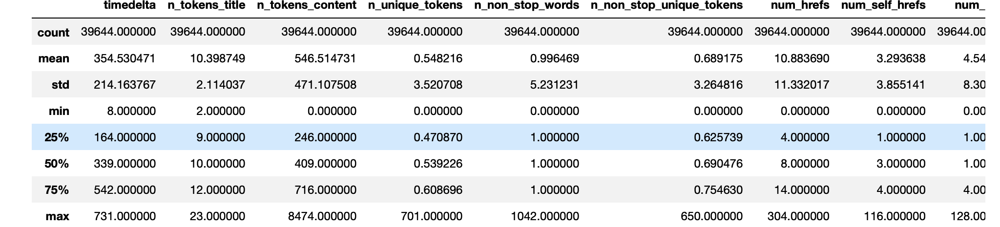 timedelta n_tokens_title n_tokens_content n_unique_tokens n_non_stop_words n_non_stop_unique_tokens num_hrefs num_self_hrefs num_
count 39644.000000 39644.000000 39644.000000 39644.000000 39644.000000 39644.000000 39644.000000 39644.000000 39644.00
mean 354.530471 10.398749 546.514731 0.548216 0.996469 0.689175 10.883690 3.293638 4.54
std 214.163767 2.114037 471.107508 3.520708 5.231231 3.264816 11.332017 3.855141 8.30
min 8.000000 2.000000 0.000000 0.000000 0.000000 0.000000 0.000000 0.000000 0.00
25% 164.000000 9.000000 246.000000 0.470870 1.000000 0.625739 4.000000 1.000000 1.00
50% 339.000000 10.000000 409.000000 0.539226 1.000000 0.690476 8.000000 3.000000 1.00
75% 542.000000 12.000000 716.000000 0.608696 1.000000 0.754630 14.000000 4.000000 4.00
max 731.000000 23.000000 8474.000000 701.000000 1042.000000 650.000000 304.000000 116.000000 128.00